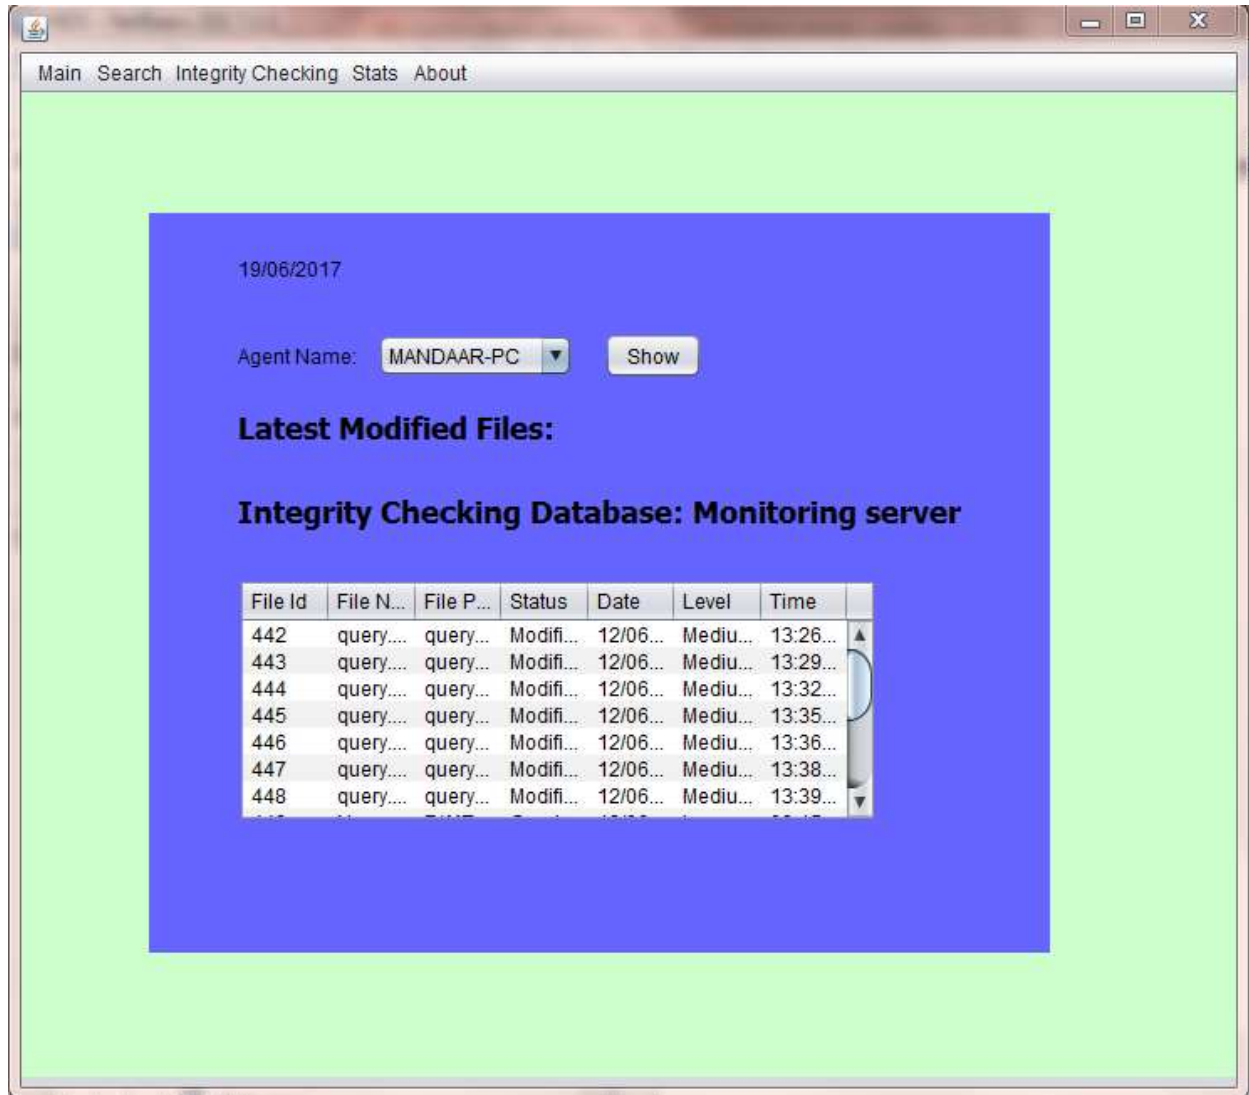 Main Search Integrity Checking Stats About
19/06/2017
Agent Name: MANDAAR-PC Show
Latest Modified Files:
Integrity Checking Database: Monitoring server
File Id File N... File P... Status Date Level Time
442 query.... query... Modifi... 12/06... Mediu... 13:26...
443 query.... query... Modifi... 12/06... Mediu... 13:29...
444 query.... query... Modifi... 12/06... Mediu... 13:32...
445 query.... query... Modifi... 12/06... Mediu... 13:35...
446 query.... query... Modifi... 12/06... Mediu... 13:36...
447 query.... query... Modifi... 12/06... Mediu... 13:38...
448 query.... query... Modifi... 12/06... Mediu... 13:39...